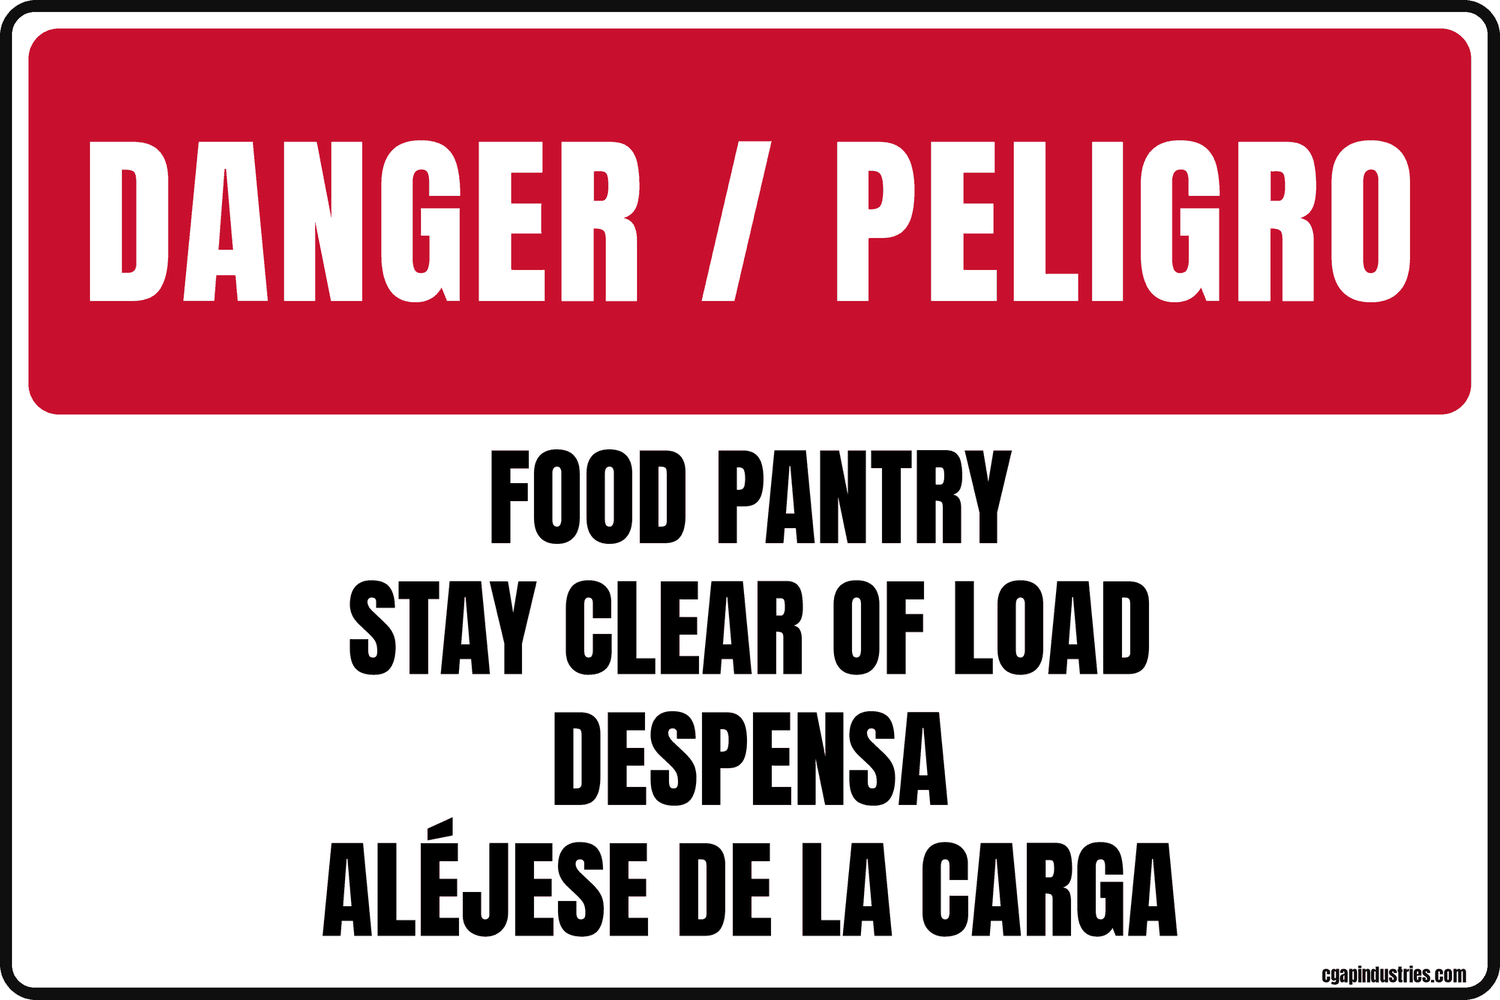 DANGER / PELIGRO
FOOD PANTRY
STAY CLEAR OF LOAD
DESPENSA
ALÉJESE DE LA CARGA
cgapindustries.com